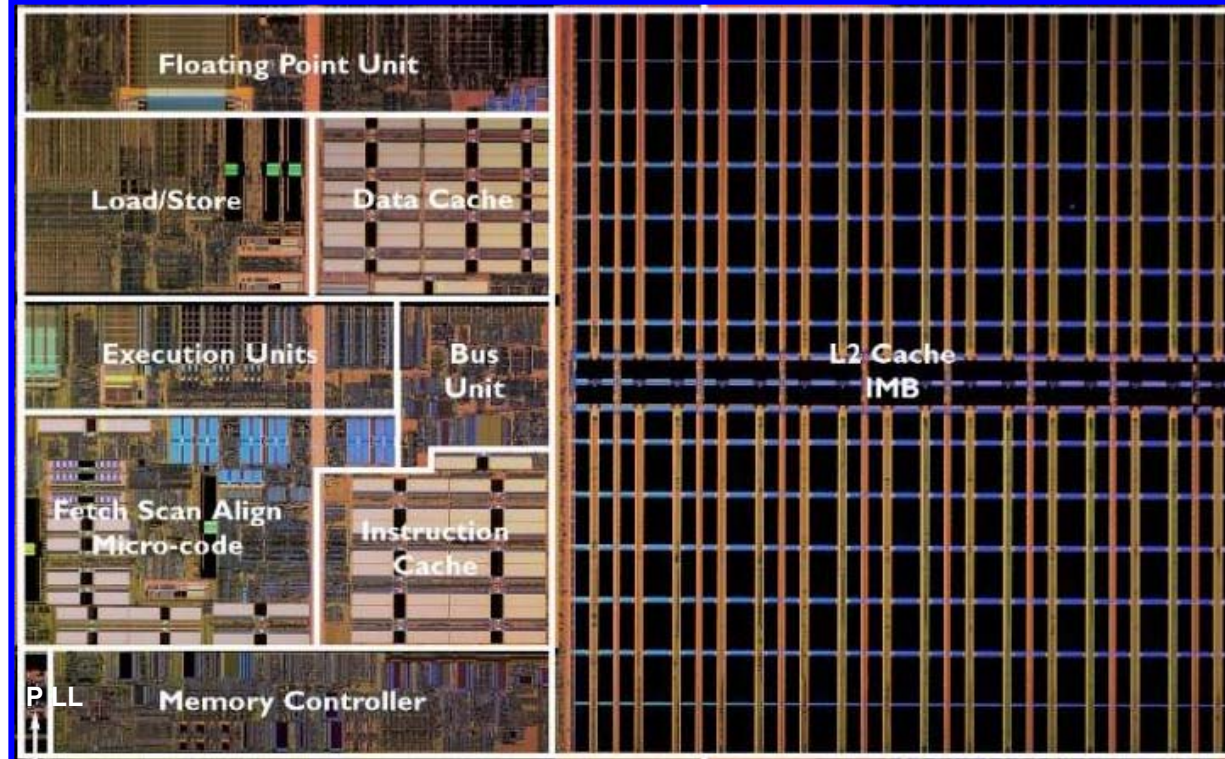 Floating Point Unit
Load/Store
Data Cache
Execution Units
Bus
Unit
L2 Cache
IMB
Fetch Scan Align
Micro-code
Instruction
Cache
P LL
Memory Controller